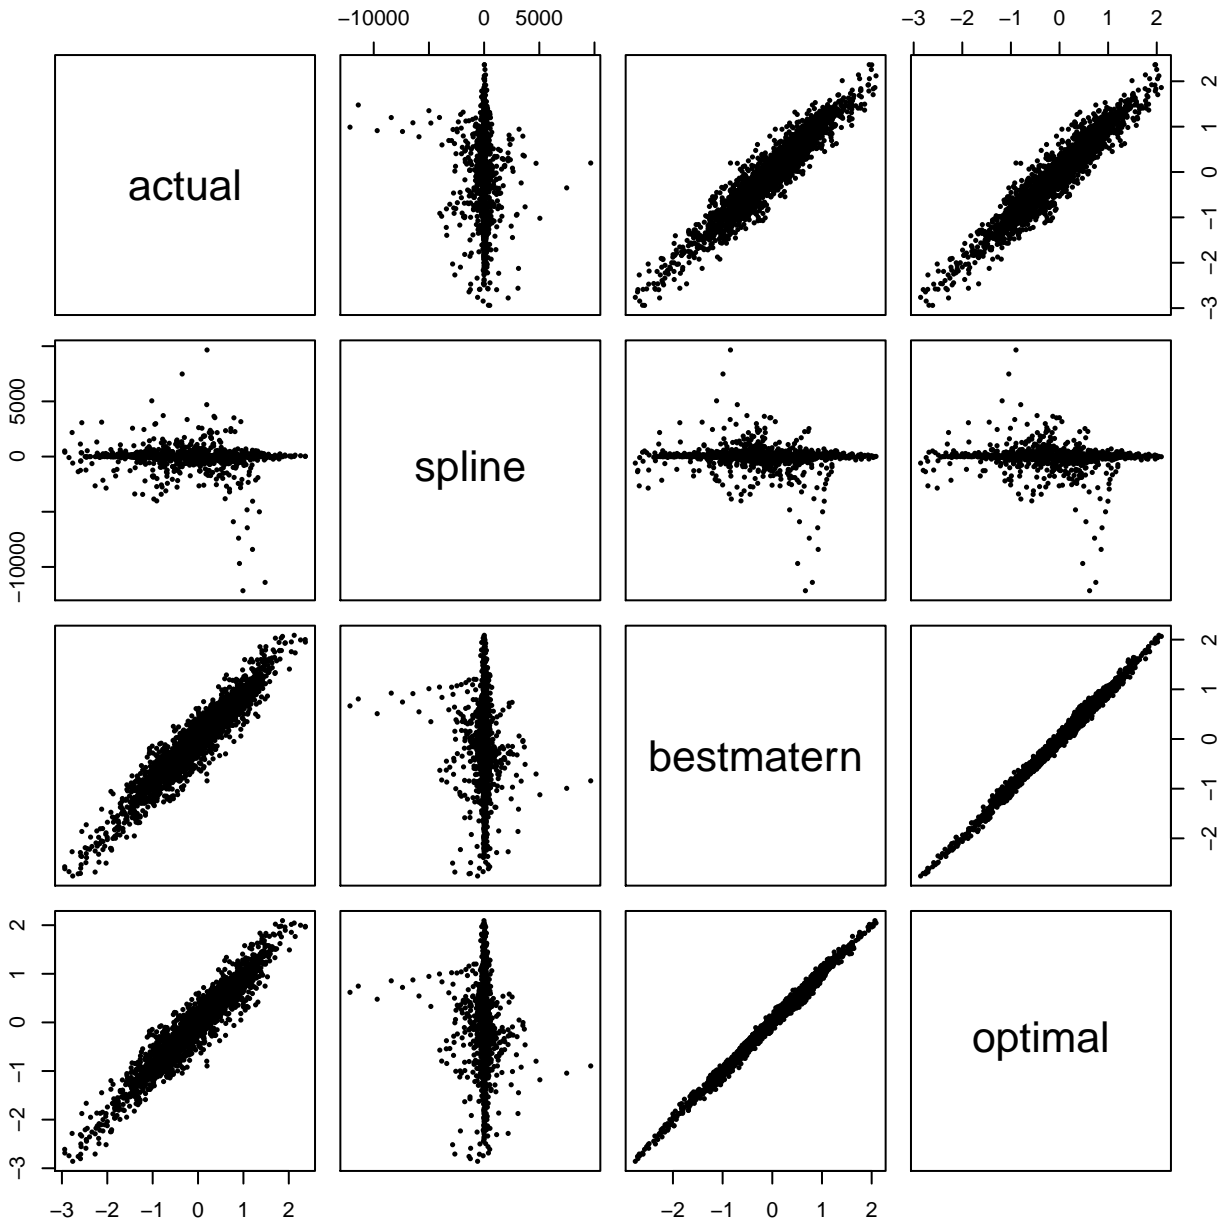 −10000 0 5000 −3 −2 −1 0 1 2
actual
−3 −2 −1 0 1 2
−10000 0 5000
spline
bestmatern
−2 −1 0 1 2
−3 −2 −1 0 1 2
optimal
−3 −2 −1 0 1 2 −2 −1 0 1 2